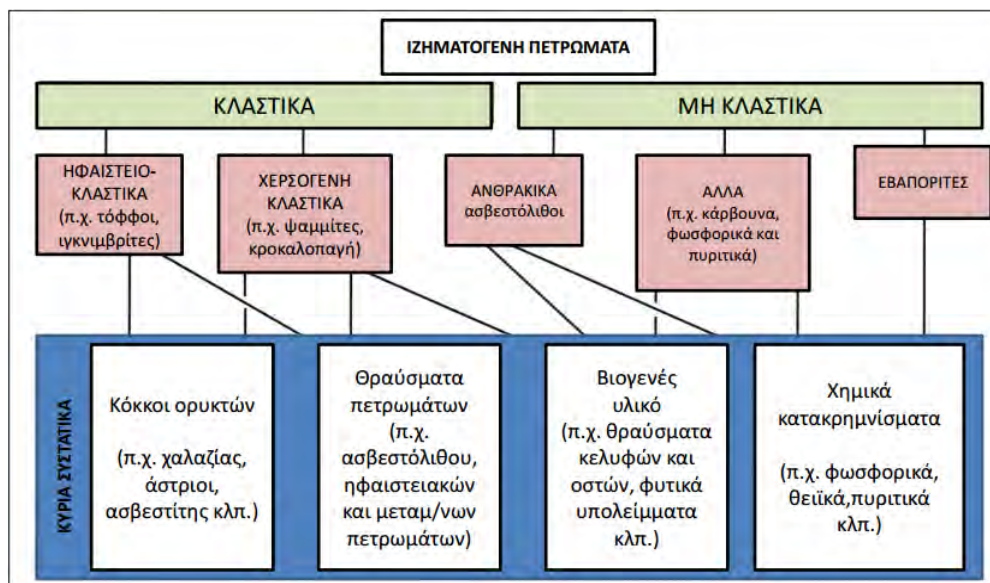 ΙΖΗΜΑΤΟΓΕΝΗ ΠΕΤΡΩΜΑΤΑ
ΚΛΑΣΤΙΚΑ
ΜΗ ΚΛΑΣΤΙΚΑ
ΗΦΑΙΣΤΕΙΟ-
ΚΛΑΣΤΙΚΑ
(π.χ. τόφφοι,
ιγκνιμβρίτες)
ΧΕΡΣΟΓΕΝΗ
ΚΛΑΣΤΙΚΑ
(π.χ. ψαμμίτες,
κροκαλοπαγή)
ΑΝΘΡΑΚΙΚΑ
ασβεστόλιθοι
ΑΛΛΑ
(π.χ. κάρβουνα,
φωσφορικά και
πυριτικά)
ΕΒΑΠΟΡΙΤΕΣ
ΚΥΡΙΑ ΣΥΣΤΑΤΙΚΑ
Κόκκοι ορυκτών
(π.χ. χαλαζίας,
άστριοι,
ασβεστίτης κλπ.)
Θραύσματα
πετρωμάτων
(π.χ.
ασβεστόλιθου,
ηφαιστειακών
και μεταμ/νων
πετρωμάτων)
Βιογενές
υλικό
(π.χ. θραύσματα
κελυφών και
οστών, φυτικά
υπολείμματα
κλπ.)
Χημικά
κατακρημνίσματα
(π.χ. φωσφορικά,
θειϊκά,πυριτικά
κλπ.)